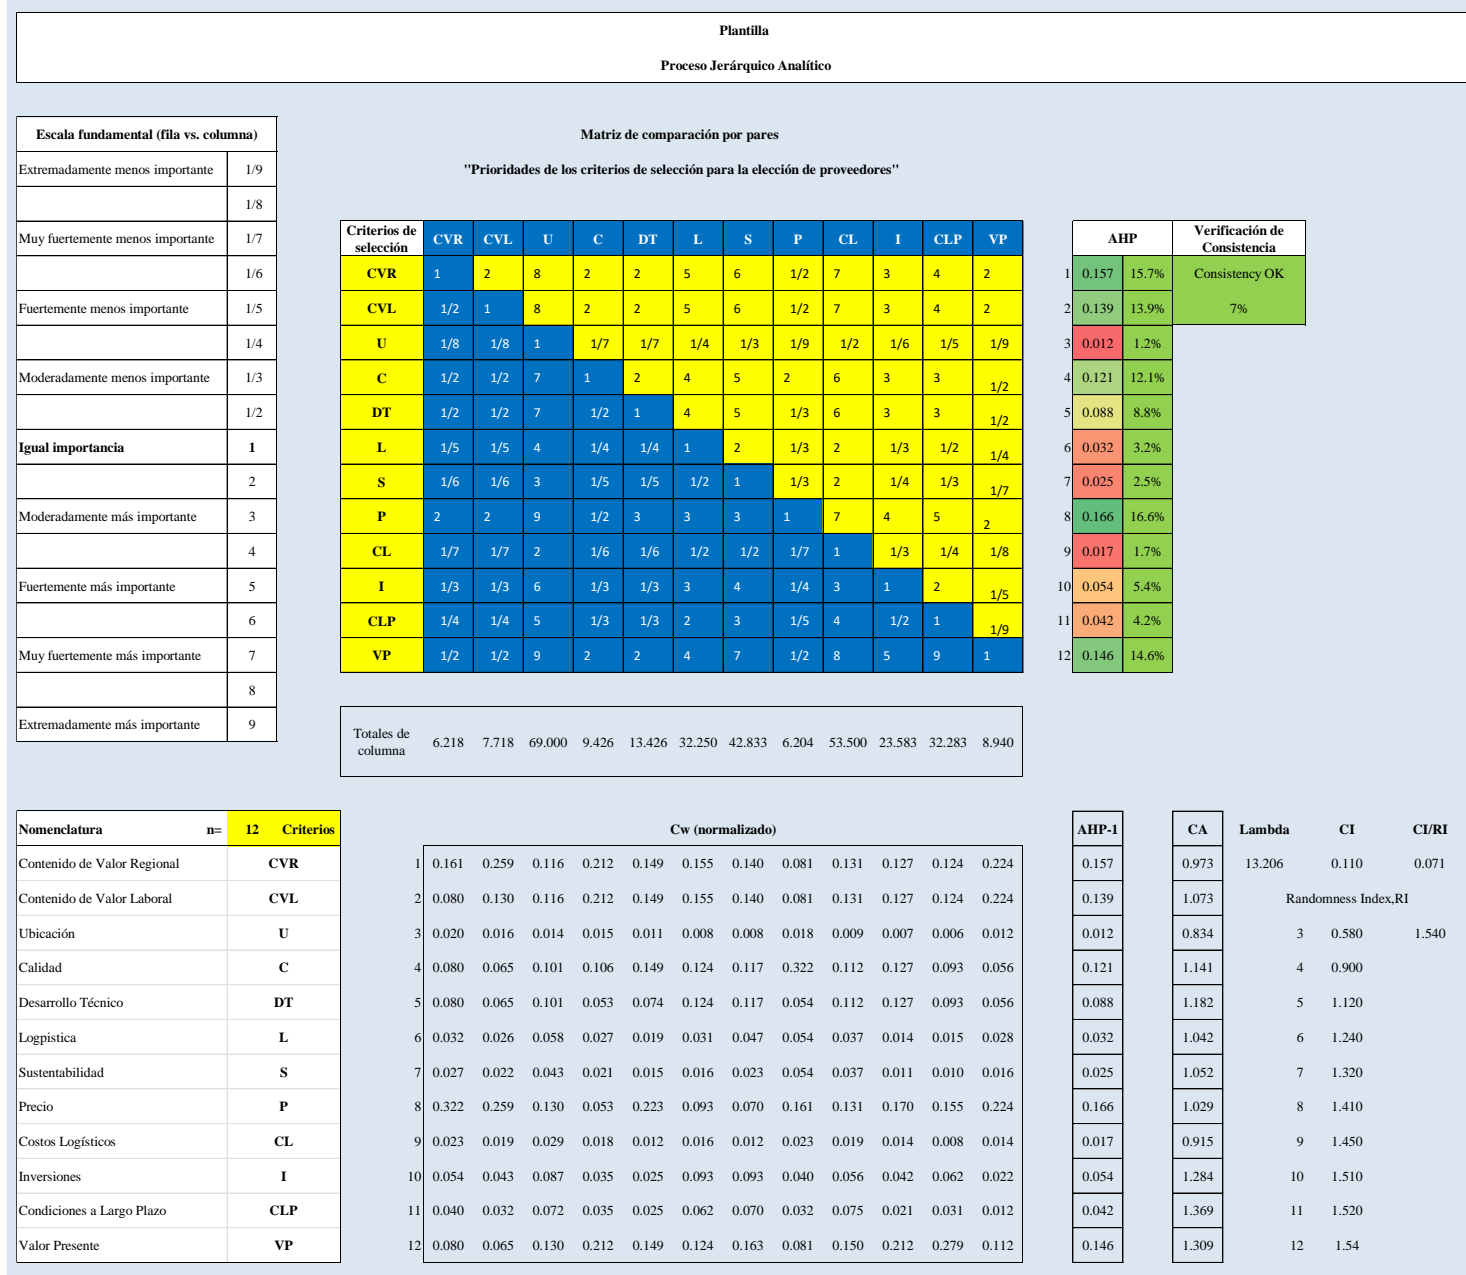 Plantilla
Proceso Jerárquico Analítico
Escala fundamental (fila vs. columna)
Extremadamente menos importante 1/9
1/8
Muy fuertemente menos importante 1/7
1/6
Fuertemente menos importante 1/5
1/4
Moderadamente menos importante 1/3
1/2
Igual importancia 1
2
Moderadamente más importante 3
4
Fuertemente más importante 5
6
Muy fuertemente más importante 7
8
Extremadamente más importante 9
Matriz de comparación por pares
"Prioridades de los criterios de selección para la elección de proveedores"
Criterios de selección CVR CVL U C DT L S P CL I CLP VP
CVR 1 2 8 2 2 5 6 1/2 7 3 4 2
CVL 1/2 1 8 2 2 5 6 1/2 7 3 4 2
U 1/8 1/8 1 1/7 1/7 1/4 1/3 1/9 1/2 1/6 1/5 1/9
C 1/2 1/2 7 1 2 4 5 2 6 3 3 1/2
DT 1/2 1/2 7 1/2 1 4 5 1/3 6 3 3 1/2
L 1/5 1/5 4 1/4 1/4 1 2 1/3 2 1/3 1/2 1/4
S 1/6 1/6 3 1/5 1/5 1/2 1 1/3 2 1/4 1/3 1/7
P 2 2 9 1/2 3 3 3 1 7 4 5 2
CL 1/7 1/7 2 1/6 1/6 1/2 1/2 1/7 1 1/3 1/4 1/8
I 1/3 1/3 6 1/3 1/3 3 4 1/4 3 1 2 1/5
CLP 1/4 1/4 5 1/3 1/3 2 3 1/5 4 1/2 1 1/9
VP 1/2 1/2 9 2 2 4 7 1/2 8 5 9 1
Totales de columna 6.218 7.718 69.000 9.426 13.426 32.250 42.833 6.204 53.500 23.583 32.283 8.940
AHP Verificación de Consistencia
1 0.157 15.7% Consistency OK
2 0.139 13.9% 7%
3 0.012 1.2%
4 0.121 12.1%
5 0.088 8.8%
6 0.032 3.2%
7 0.025 2.5%
8 0.166 16.6%
9 0.017 1.7%
10 0.054 5.4%
11 0.042 4.2%
12 0.146 14.6%
Nomenclatura n= 12 Criterios
Contenido de Valor Regional CVR
Contenido de Valor Laboral CVL
Ubicación U
Calidad C
Desarrollo Técnico DT
Logpistica L
Sustentabilidad S
Precio P
Costos Logísticos CL
Inversiones I
Condiciones a Largo Plazo CLP
Valor Presente VP
Cw (normalizado)
1 0.161 0.259 0.116 0.212 0.149 0.155 0.140 0.081 0.131 0.127 0.124 0.224
2 0.080 0.130 0.116 0.212 0.149 0.155 0.140 0.081 0.131 0.127 0.124 0.224
3 0.020 0.016 0.014 0.015 0.011 0.008 0.008 0.018 0.009 0.007 0.006 0.012
4 0.080 0.065 0.101 0.106 0.149 0.124 0.117 0.322 0.112 0.127 0.093 0.056
5 0.080 0.065 0.101 0.053 0.074 0.124 0.117 0.054 0.112 0.127 0.093 0.056
6 0.032 0.026 0.058 0.027 0.019 0.031 0.047 0.054 0.037 0.014 0.015 0.028
7 0.027 0.022 0.043 0.021 0.015 0.016 0.023 0.054 0.037 0.011 0.010 0.016
8 0.322 0.259 0.130 0.053 0.223 0.093 0.070 0.161 0.131 0.170 0.155 0.224
9 0.023 0.019 0.029 0.018 0.012 0.016 0.012 0.023 0.019 0.014 0.008 0.014
10 0.054 0.043 0.087 0.035 0.025 0.093 0.093 0.040 0.056 0.042 0.062 0.022
11 0.040 0.032 0.072 0.035 0.025 0.062 0.070 0.032 0.075 0.021 0.031 0.012
12 0.080 0.065 0.130 0.212 0.149 0.124 0.163 0.081 0.150 0.212 0.279 0.112
AHP-1 CA Lambda CI CI/RI
0.157 0.973 13.206 0.110 0.071
0.139 1.073 Randomness Index,RI
0.012 0.834 3 0.580 1.540
0.121 1.141 4 0.900
0.088 1.182 5 1.120
0.032 1.042 6 1.240
0.025 1.052 7 1.320
0.166 1.029 8 1.410
0.017 0.915 9 1.450
0.054 1.284 10 1.510
0.042 1.369 11 1.520
0.146 1.309 12 1.54